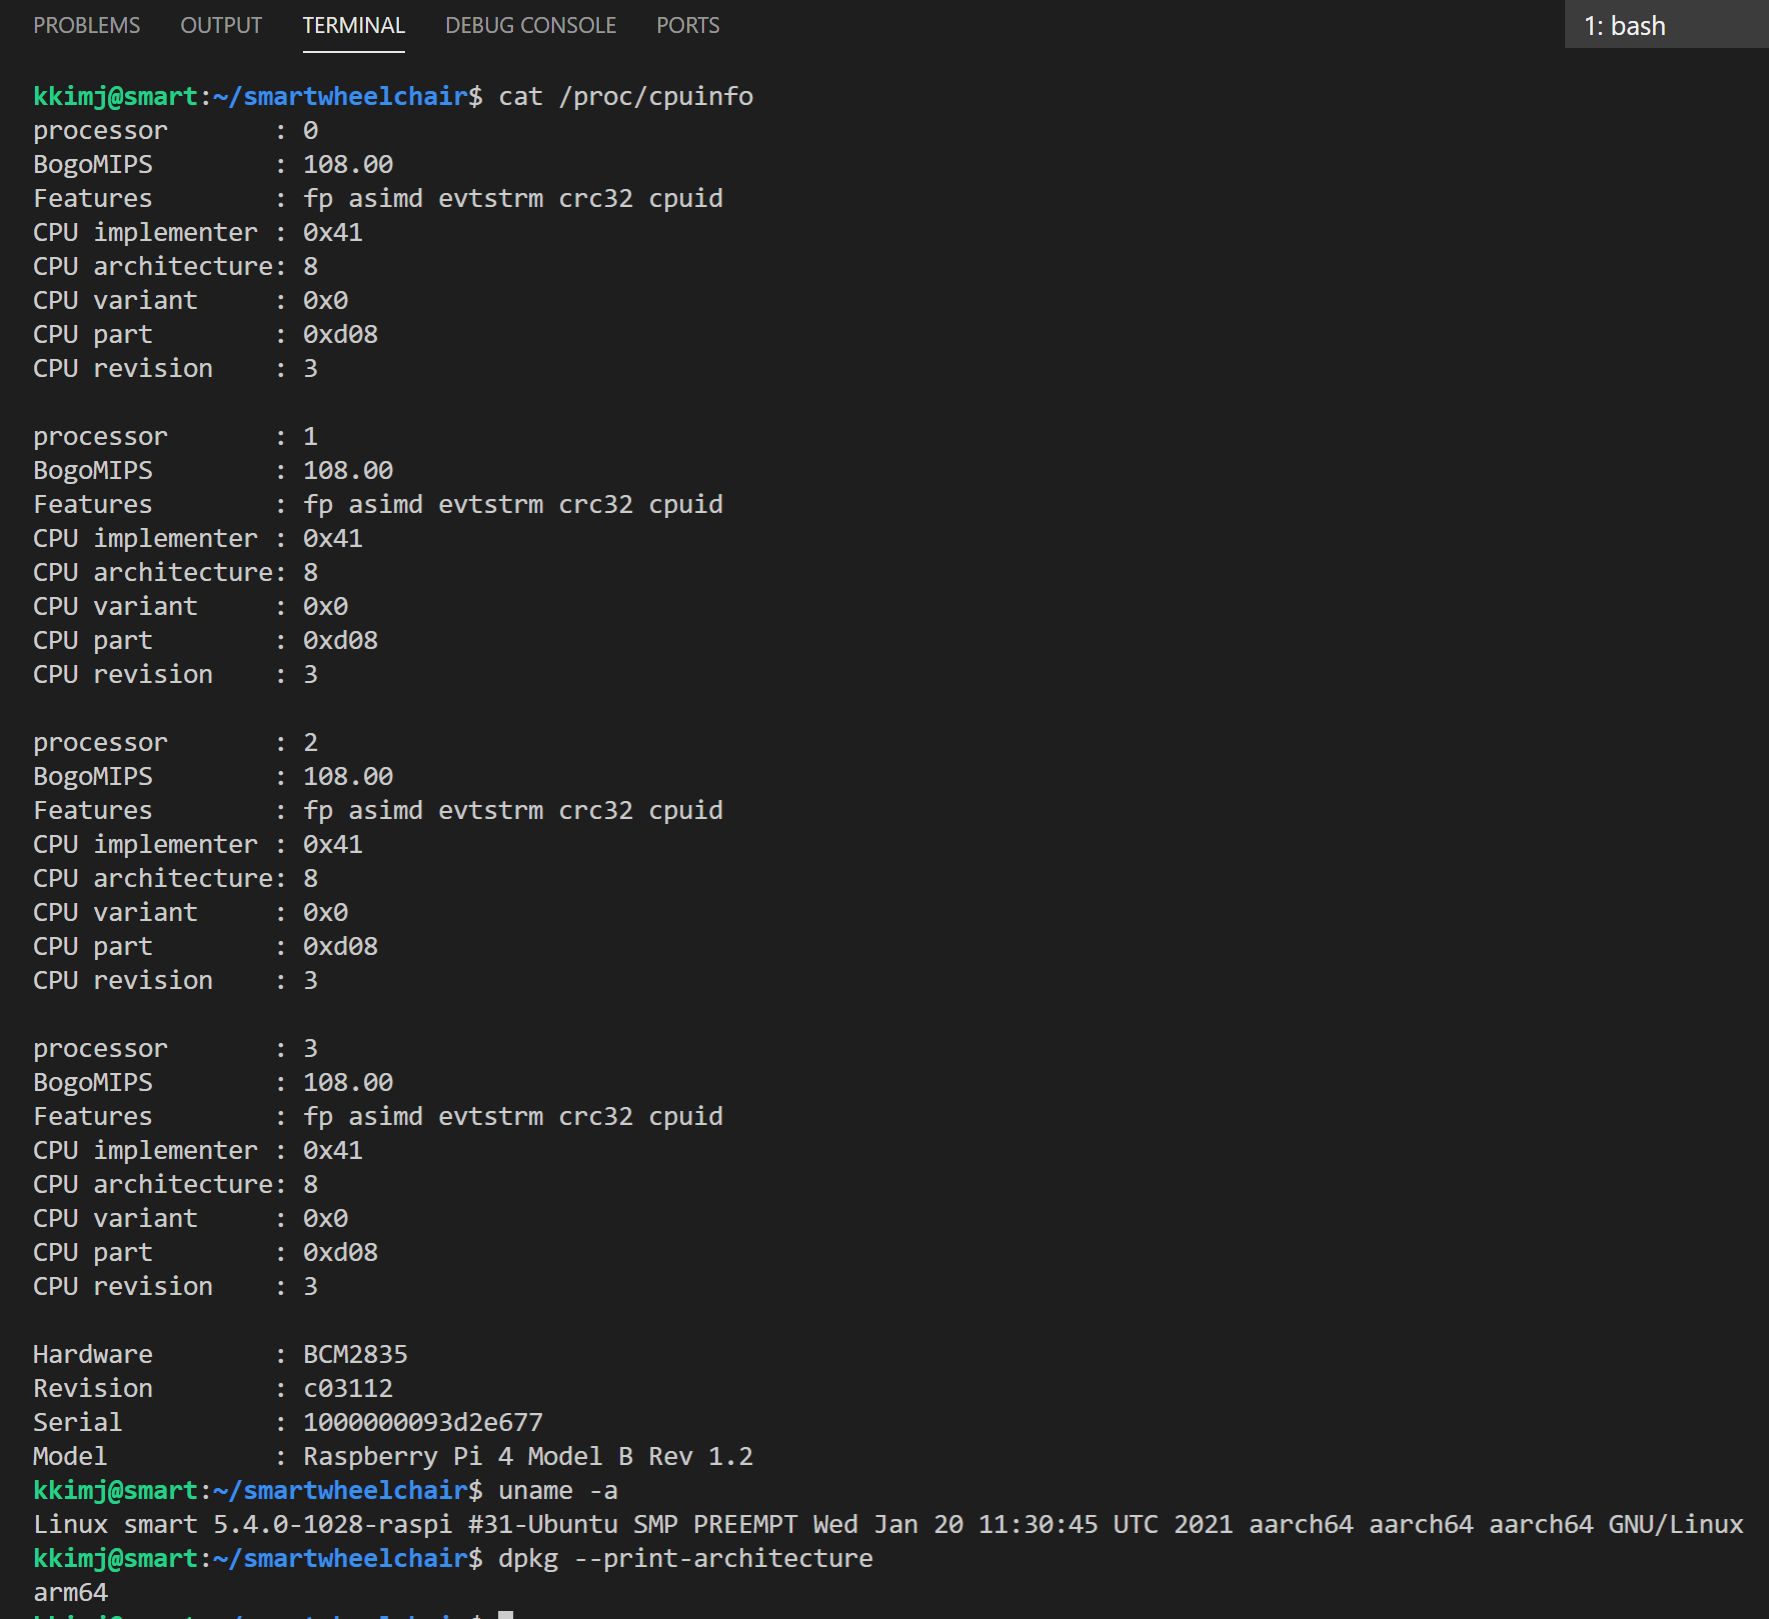 PROBLEMS OUTPUT TERMINAL DEBUG CONSOLE PORTS 1: bash
kkimj@smart:~/smartwheelchair$ cat /proc/cpuinfo
processor : 0
BogoMIPS : 108.00
Features : fp asimd evtstrm crc32 cpuid
CPU implementer : 0x41
CPU architecture: 8
CPU variant : 0x0
CPU part : 0xd08
CPU revision : 3
processor : 1
BogoMIPS : 108.00
Features : fp asimd evtstrm crc32 cpuid
CPU implementer : 0x41
CPU architecture: 8
CPU variant : 0x0
CPU part : 0xd08
CPU revision : 3
processor : 2
BogoMIPS : 108.00
Features : fp asimd evtstrm crc32 cpuid
CPU implementer : 0x41
CPU architecture: 8
CPU variant : 0x0
CPU part : 0xd08
CPU revision : 3
processor : 3
BogoMIPS : 108.00
Features : fp asimd evtstrm crc32 cpuid
CPU implementer : 0x41
CPU architecture: 8
CPU variant : 0x0
CPU part : 0xd08
CPU revision : 3
Hardware : BCM2835
Revision : c03112
Serial : 1000000093d2e677
Model : Raspberry Pi 4 Model B Rev 1.2
kkimj@smart:~/smartwheelchair$ uname -a
Linux smart 5.4.0-1028-raspi #31-Ubuntu SMP PREEMPT Wed Jan 20 11:30:45 UTC 2021 aarch64 aarch64 aarch64 GNU/Linux
kkimj@smart:~/smartwheelchair$ dpkg --print-architecture
arm64